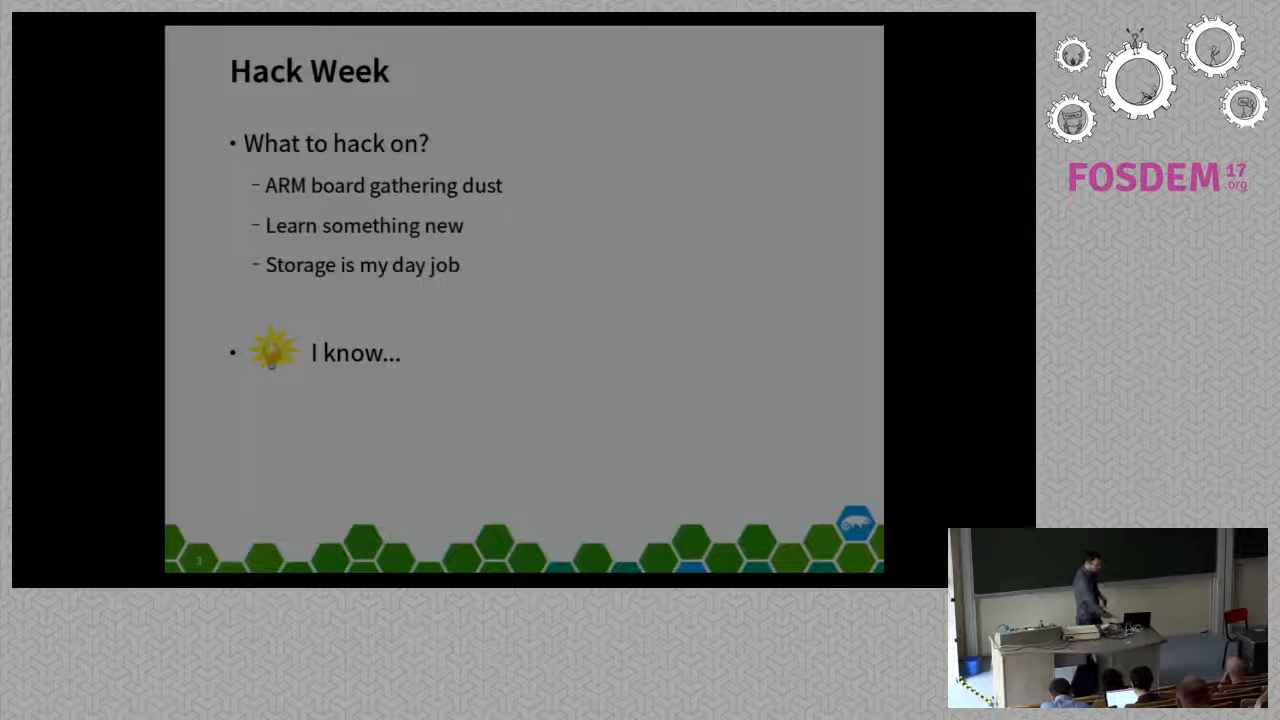 Hack Week
• What to hack on?
– ARM board gathering dust
– Learn something new
– Storage is my day job
• I know...
3
FOSDEM 17
.org